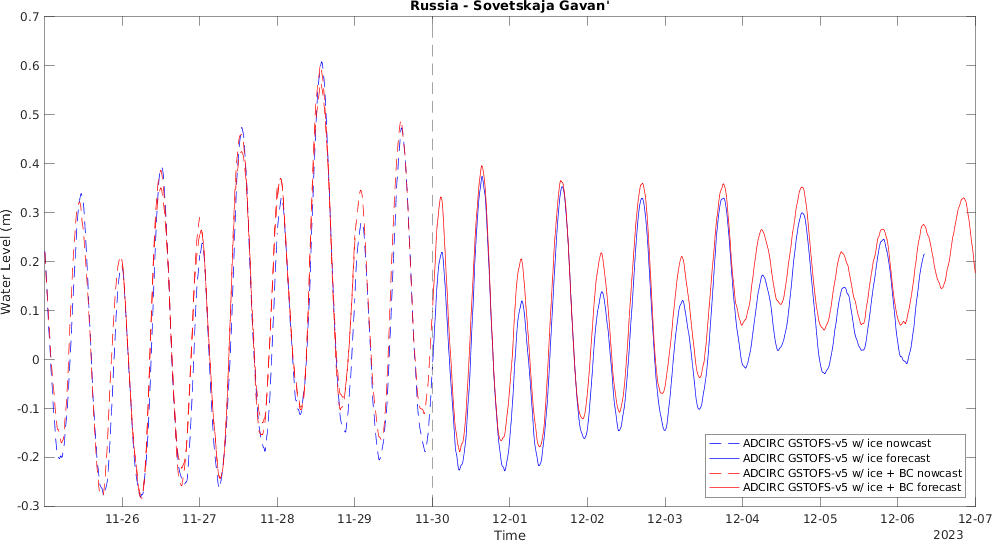 Russia - Sovetskaja Gavan'
0.7
0.6
0.5
0.4
0.3
0.2
0.1
0
-0.1
-0.2
-0.3
Water Level (m)
ADCIRC GSTOFS-v5 w/ ice nowcast
ADCIRC GSTOFS-v5 w/ ice forecast
ADCIRC GSTOFS-v5 w/ ice + BC nowcast
ADCIRC GSTOFS-v5 w/ ice + BC forecast
11-26 11-27 11-28 11-29 11-30 12-01 12-02 12-03 12-04 12-05 12-06 12-07
Time
2023